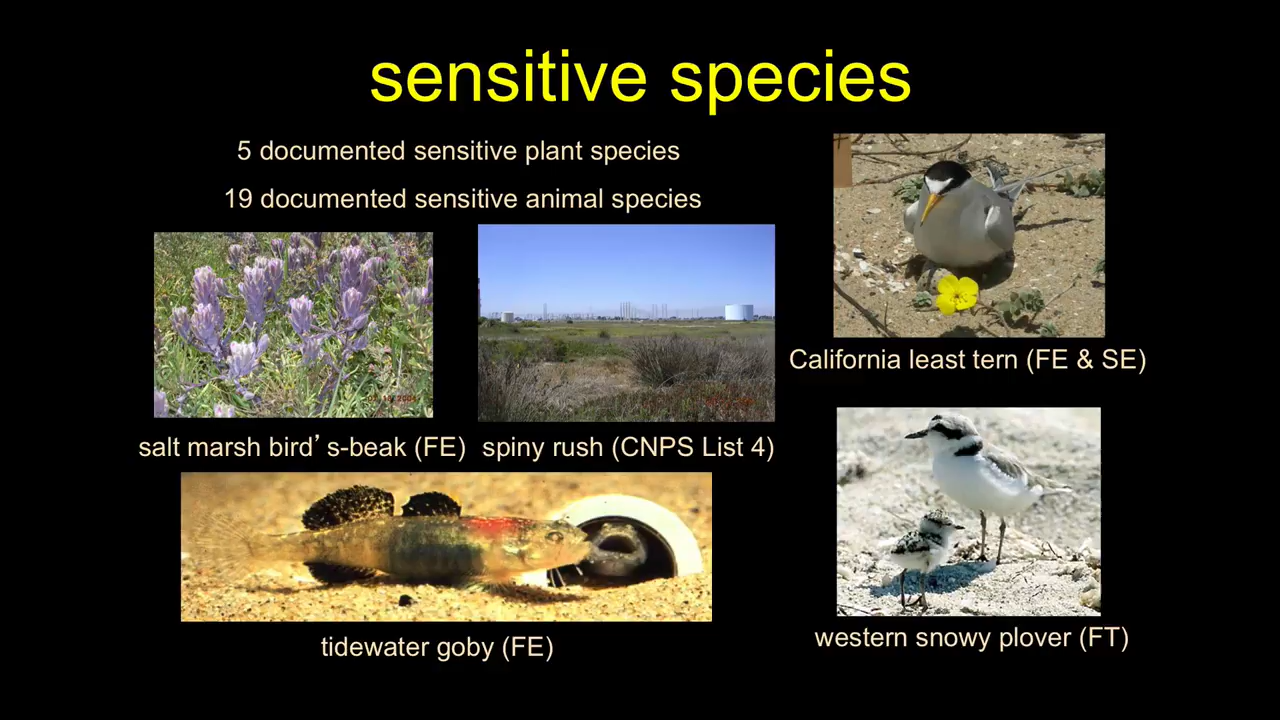 sensitive species
5 documented sensitive plant species
19 documented sensitive animal species
California least tern (FE & SE)
salt marsh bird’s-beak (FE)
spiny rush (CNPS List 4)
tidewater goby (FE)
western snowy plover (FT)